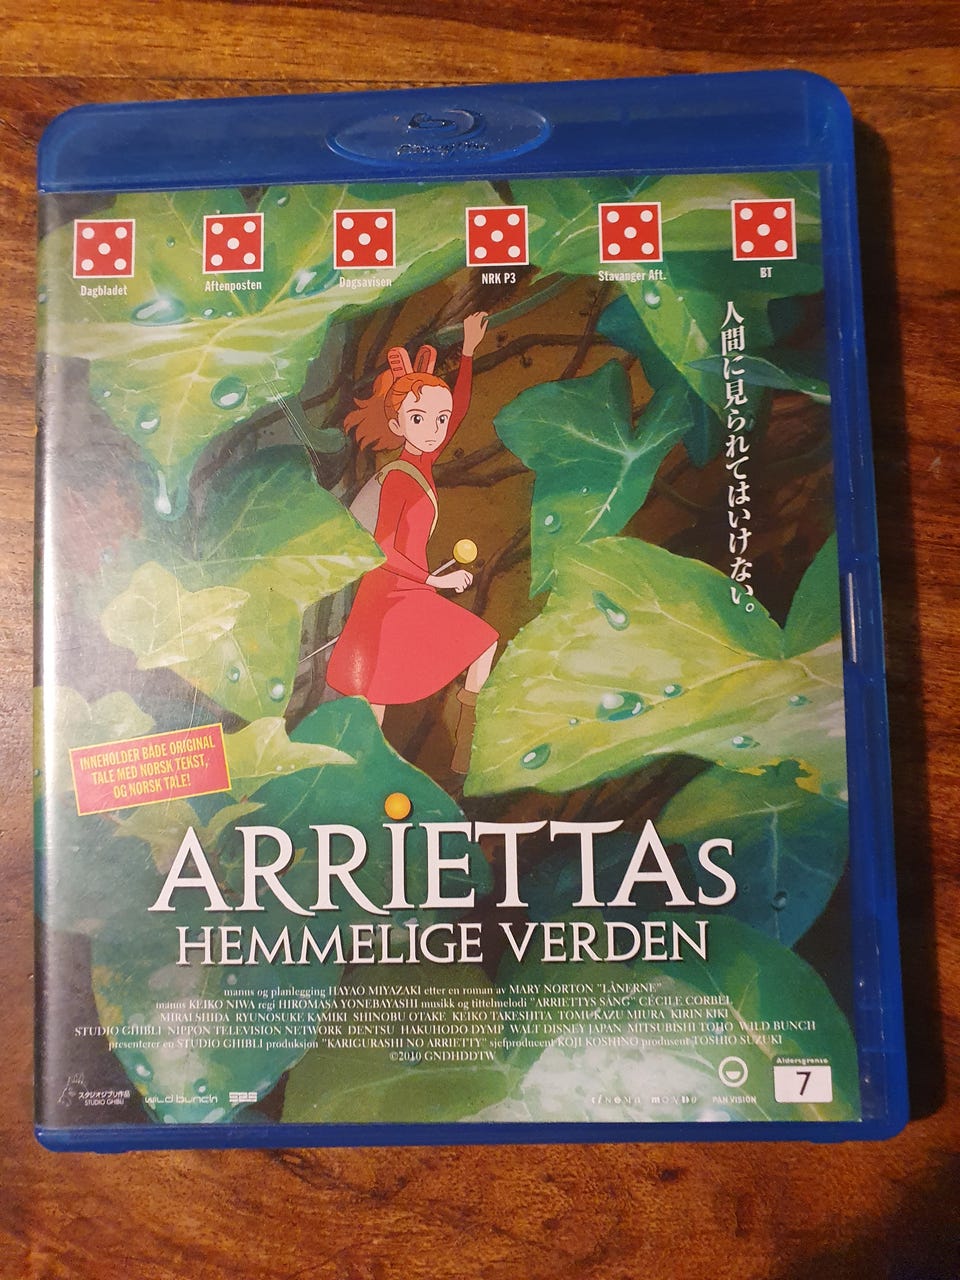 Dagbladet
Aftenposten
Dagsavisen
NRK P3
Stavanger Aft.
BT
人間に見られてはいけない。
INNEHOLDER BÅDE ORIGINAL
TALE MED NORSK TEKST,
OG NORSK TALE!
ARRIETTAS
HEMMELIGE VERDEN
manus og planlegging HAYAO MIYAZAKI etter en roman av MARY NORTON "LÅNERNE"
manus KEIKO NIWA regi HIROMASA YONEBAYASHI musikk og tittelmelodi "ARRIETTYS SANG" CÉCILE CORBEL
MIRAI SHIDA RYUNOSUKE KAMIKI SHINOBU OTAKE KEIKO TAKESHITA TOMOKAZU MIURA KIRIN KIKI
STUDIO GHIBLI NIPPON TELEVISION NETWORK DENTSU HAKUHODO DYMP WALT DISNEY JAPAN MITSUBISHI TOHO WILD BUNCH
presenterer en STUDIO GHIBLI produksjon "KARIGURASHI NO ARRIETTY" sjefproducent KOJI HOSHINO produsent TOSHIO SUZUKI
©2010 GNDHDDTW
スタジオジブリ作品
STUDIO GHIBLI
wild bunch
CINEMA MONDO
PAN VISION
Aldersgrense
7